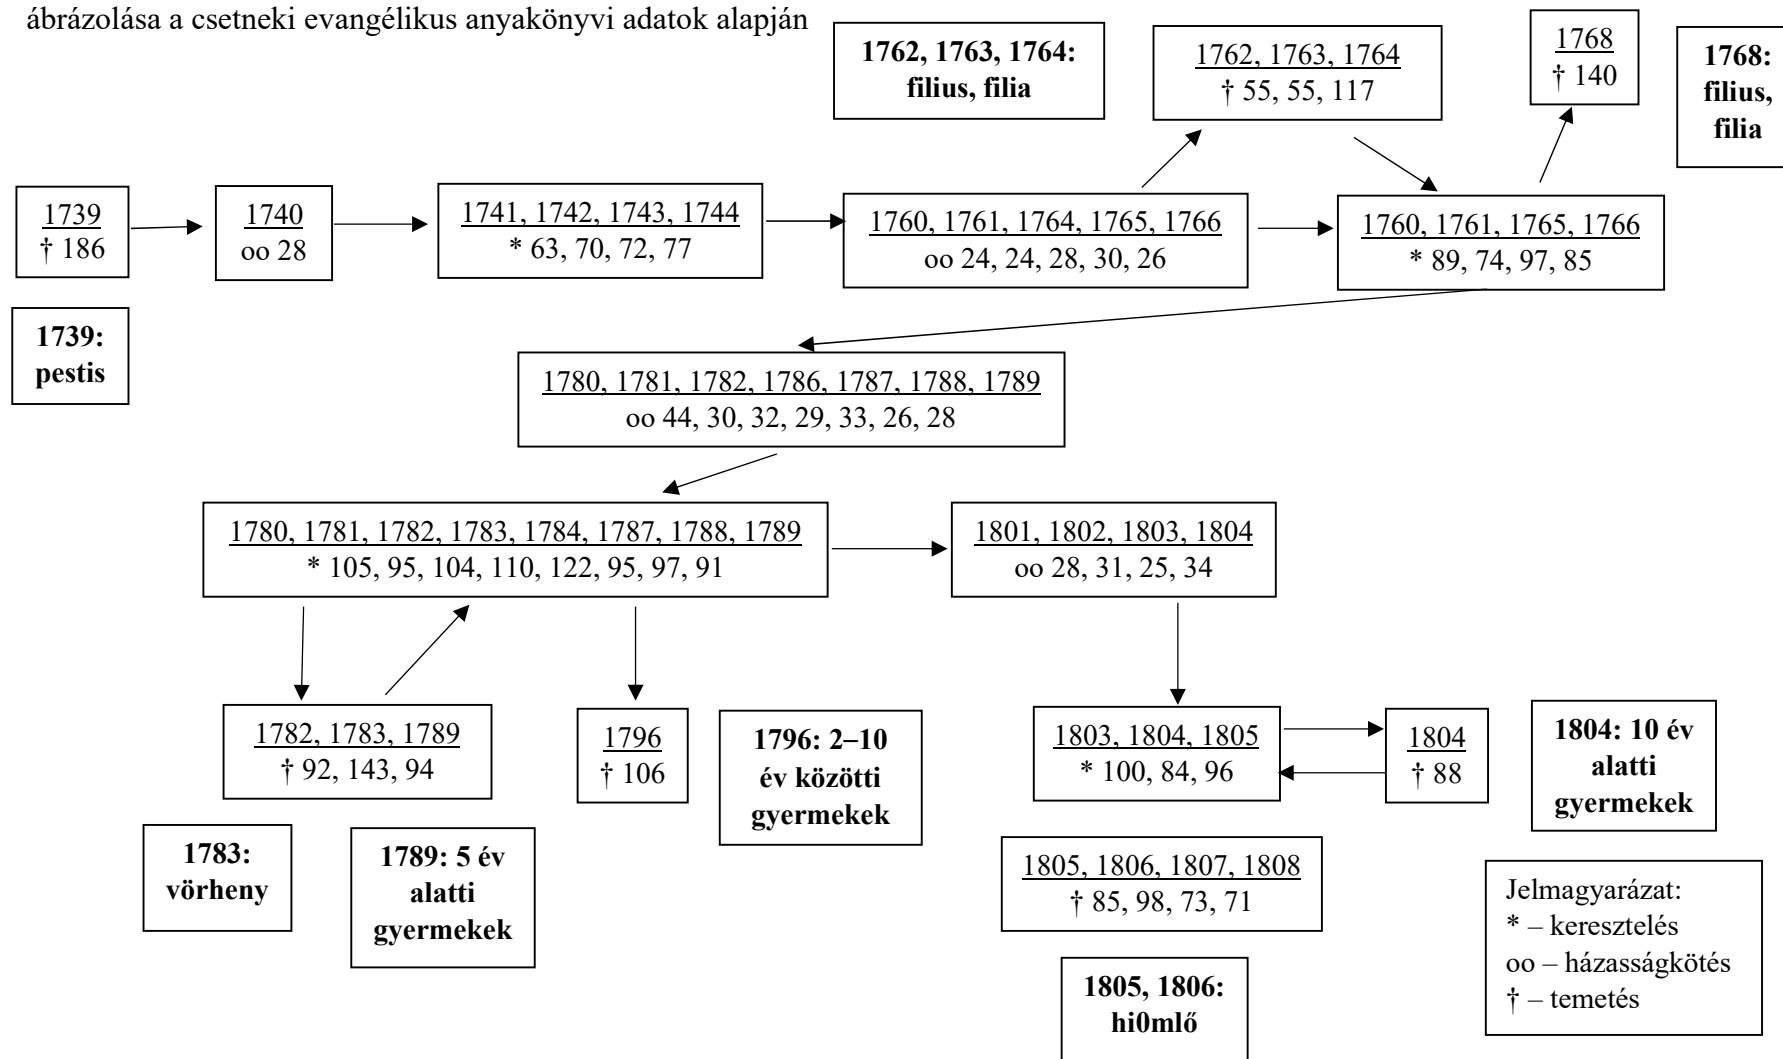 ábrázolása a csetneki evangélikus anyakönyvi adatok alapján
1762, 1763, 1764:
filius, filia
1762, 1763, 1764
† 55, 55, 117
1768
† 140
1768:
filius,
filia
1739
† 186
1740
oo 28
1741, 1742, 1743, 1744
* 63, 70, 72, 77
1760, 1761, 1764, 1765, 1766
oo 24, 24, 28, 30, 26
1760, 1761, 1765, 1766
* 89, 74, 97, 85
1739:
pestis
1780, 1781, 1782, 1786, 1787, 1788, 1789
oo 44, 30, 32, 29, 33, 26, 28
1780, 1781, 1782, 1783, 1784, 1787, 1788, 1789
* 105, 95, 104, 110, 122, 95, 97, 91
1801, 1802, 1803, 1804
oo 28, 31, 25, 34
1782, 1783, 1789
† 92, 143, 94
1796
† 106
1796: 2–10
év közötti
gyermekek
1803, 1804, 1805
* 100, 84, 96
1804
† 88
1804: 10 év
alatti
gyermekek
1783:
vörheny
1789: 5 év
alatti
gyermekek
1805, 1806, 1807, 1808
† 85, 98, 73, 71
1805, 1806:
hi0mlő
Jelmagyarázat:
* – keresztelés
oo – házasságkötés
† – temetés